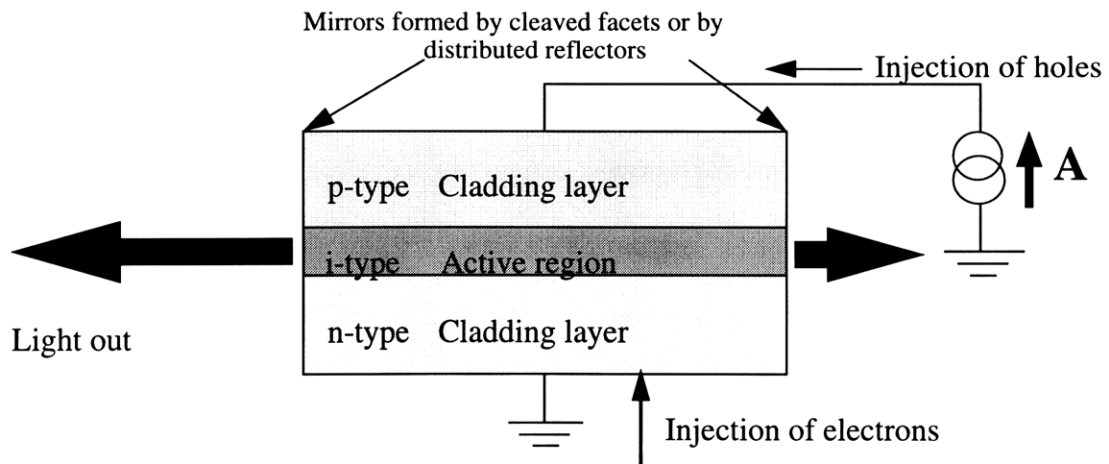 Mirrors formed by cleaved facets or by
distributed reflectors
Injection of holes
p-type Cladding layer
A
i-type Active region
n-type Cladding layer
Light out
Injection of electrons